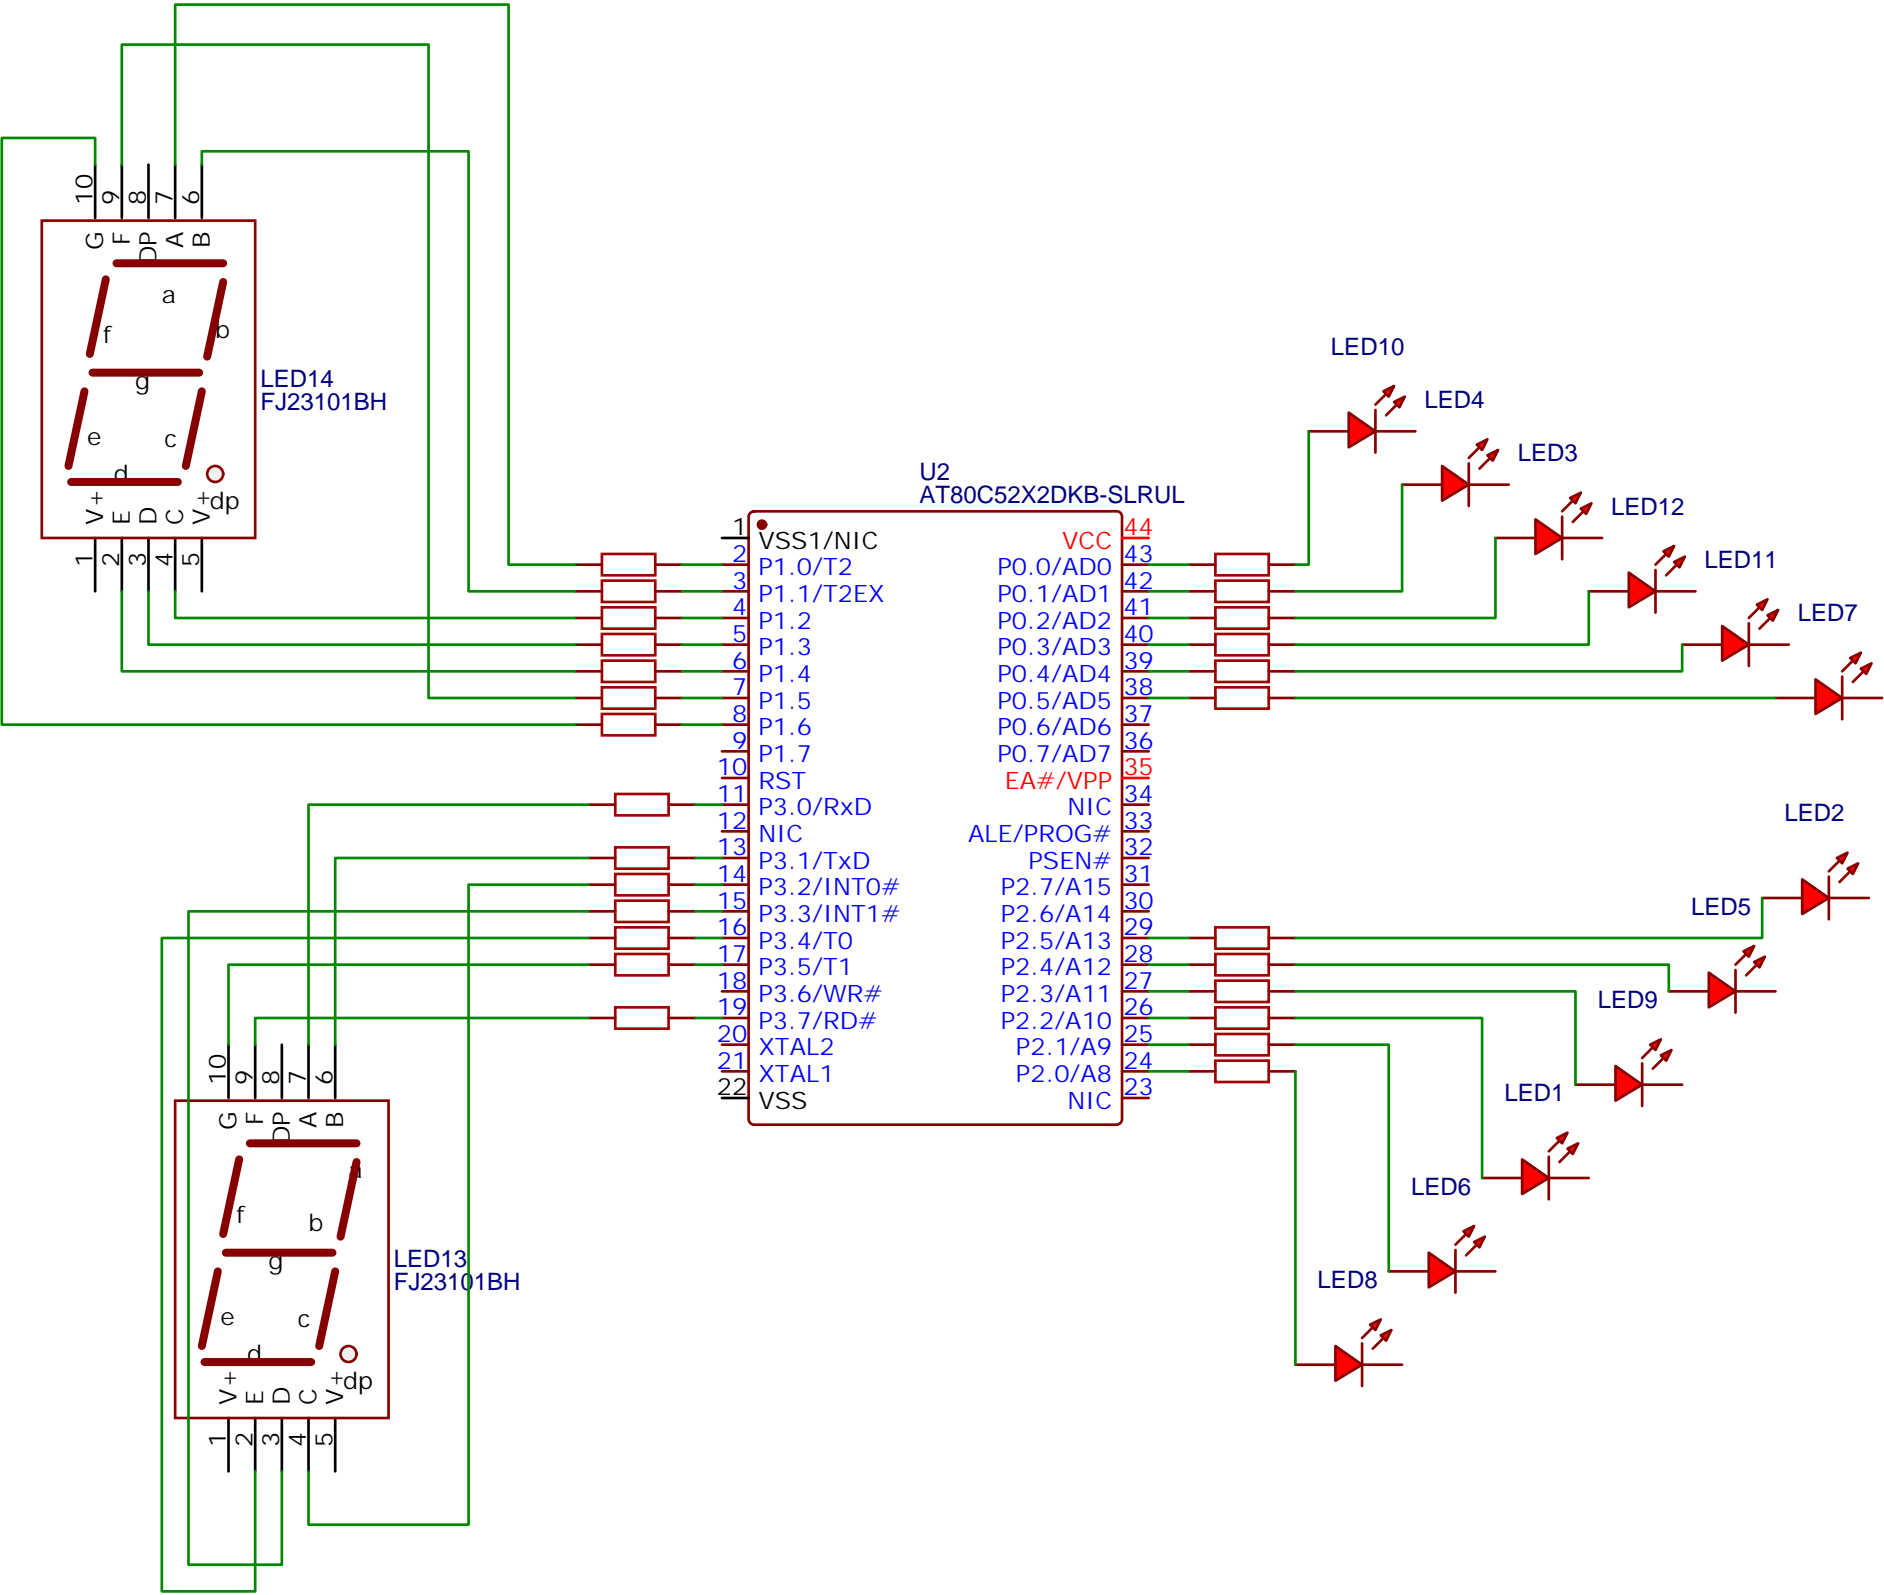 10
9
8
7
6
G
F
DP
A
B
a
f
b
g
e
c
d
dp
V+
E
D
C
V+
1
2
3
4
5
LED14
FJ23101BH
U2
AT80C52X2DKB-SLRUL
1 VSS1/NIC
2 P1.0/T2
3 P1.1/T2EX
4 P1.2
5 P1.3
6 P1.4
7 P1.5
8 P1.6
9 P1.7
10 RST
11 P3.0/RxD
12 NIC
13 P3.1/TxD
14 P3.2/INT0#
15 P3.3/INT1#
16 P3.4/T0
17 P3.5/T1
18 P3.6/WR#
19 P3.7/RD#
20 XTAL2
21 XTAL1
22 VSS
VCC 44
P0.0/AD0 43
P0.1/AD1 42
P0.2/AD2 41
P0.3/AD3 40
P0.4/AD4 39
P0.5/AD5 38
P0.6/AD6 37
P0.7/AD7 36
EA#/VPP 35
NIC 34
ALE/PROG# 33
PSEN# 32
P2.7/A15 31
P2.6/A14 30
P2.5/A13 29
P2.4/A12 28
P2.3/A11 27
P2.2/A10 26
P2.1/A9 25
P2.0/A8 24
NIC 23
LED10
LED4
LED3
LED12
LED11
LED7
LED2
LED5
LED9
LED1
LED6
LED8
10
9
8
7
6
G
F
DP
A
B
a
f
b
g
e
c
d
dp
V+
E
D
C
V+
1
2
3
4
5
LED13
FJ23101BH